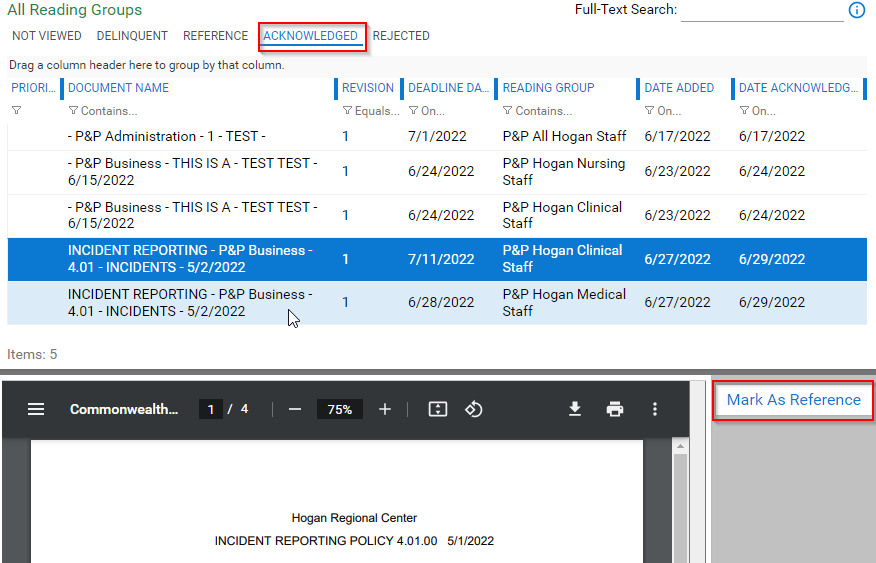 All Reading Groups Full-Text Search:
NOT VIEWED DELINQUENT REFERENCE ACKNOWLEDGED REJECTED
Drag a column header here to group by that column.
PRIORI... DOCUMENT NAME REVISION DEADLINE DA... READING GROUP DATE ADDED DATE ACKNOWLEDG...
Contains... Equals... On... Contains... On... On...
- P&P Administration - 1 - TEST - 1 7/1/2022 P&P All Hogan Staff 6/17/2022 6/17/2022
- P&P Business - THIS IS A - TEST TEST - 1 6/24/2022 P&P Hogan Nursing 6/23/2022 6/24/2022
6/15/2022 Staff
- P&P Business - THIS IS A - TEST TEST - 1 6/24/2022 P&P Hogan Clinical 6/23/2022 6/24/2022
6/15/2022 Staff
INCIDENT REPORTING - P&P Business - 1 7/11/2022 P&P Hogan Clinical 6/27/2022 6/29/2022
4.01 - INCIDENTS - 5/2/2022 Staff
INCIDENT REPORTING - P&P Business - 1 6/28/2022 P&P Hogan Medical 6/27/2022 6/29/2022
4.01 - INCIDENTS - 5/2/2022 Staff
Items: 5
Commonwealth... 1 / 4 75% Mark As Reference
Hogan Regional Center
INCIDENT REPORTING POLICY 4.01.00 5/1/2022